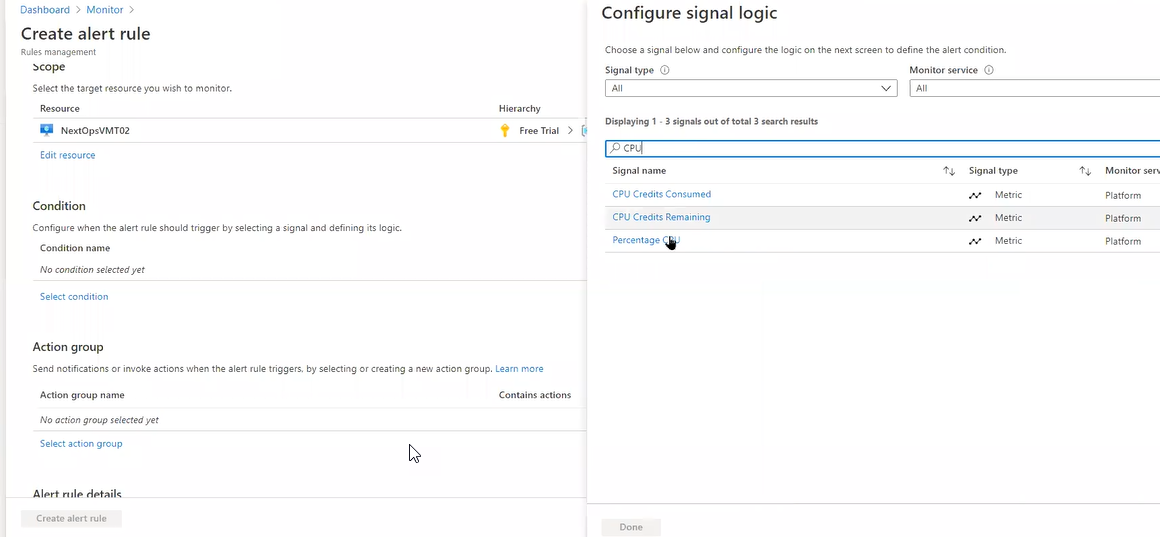 Dashboard > Monitor >
Create alert rule
Rules management
Scope
Select the target resource you wish to monitor.
Resource Hierarchy
NextOpsVMT02 Free Trial >
Edit resource
Condition
Configure when the alert rule should trigger by selecting a signal and defining its logic.
Condition name
No condition selected yet
Select condition
Action group
Send notifications or invoke actions when the alert rule triggers, by selecting or creating a new action group. Learn more
Action group name Contains actions
No action group selected yet
Select action group
Alert rule details
Create alert rule
Configure signal logic
Choose a signal below and configure the logic on the next screen to define the alert condition.
Signal type Monitor service
All All
Displaying 1 - 3 signals out of total 3 search results
CPU
Signal name Signal type Monitor serv
CPU Credits Consumed Metric Platform
CPU Credits Remaining Metric Platform
Percentage CPU Metric Platform
Done